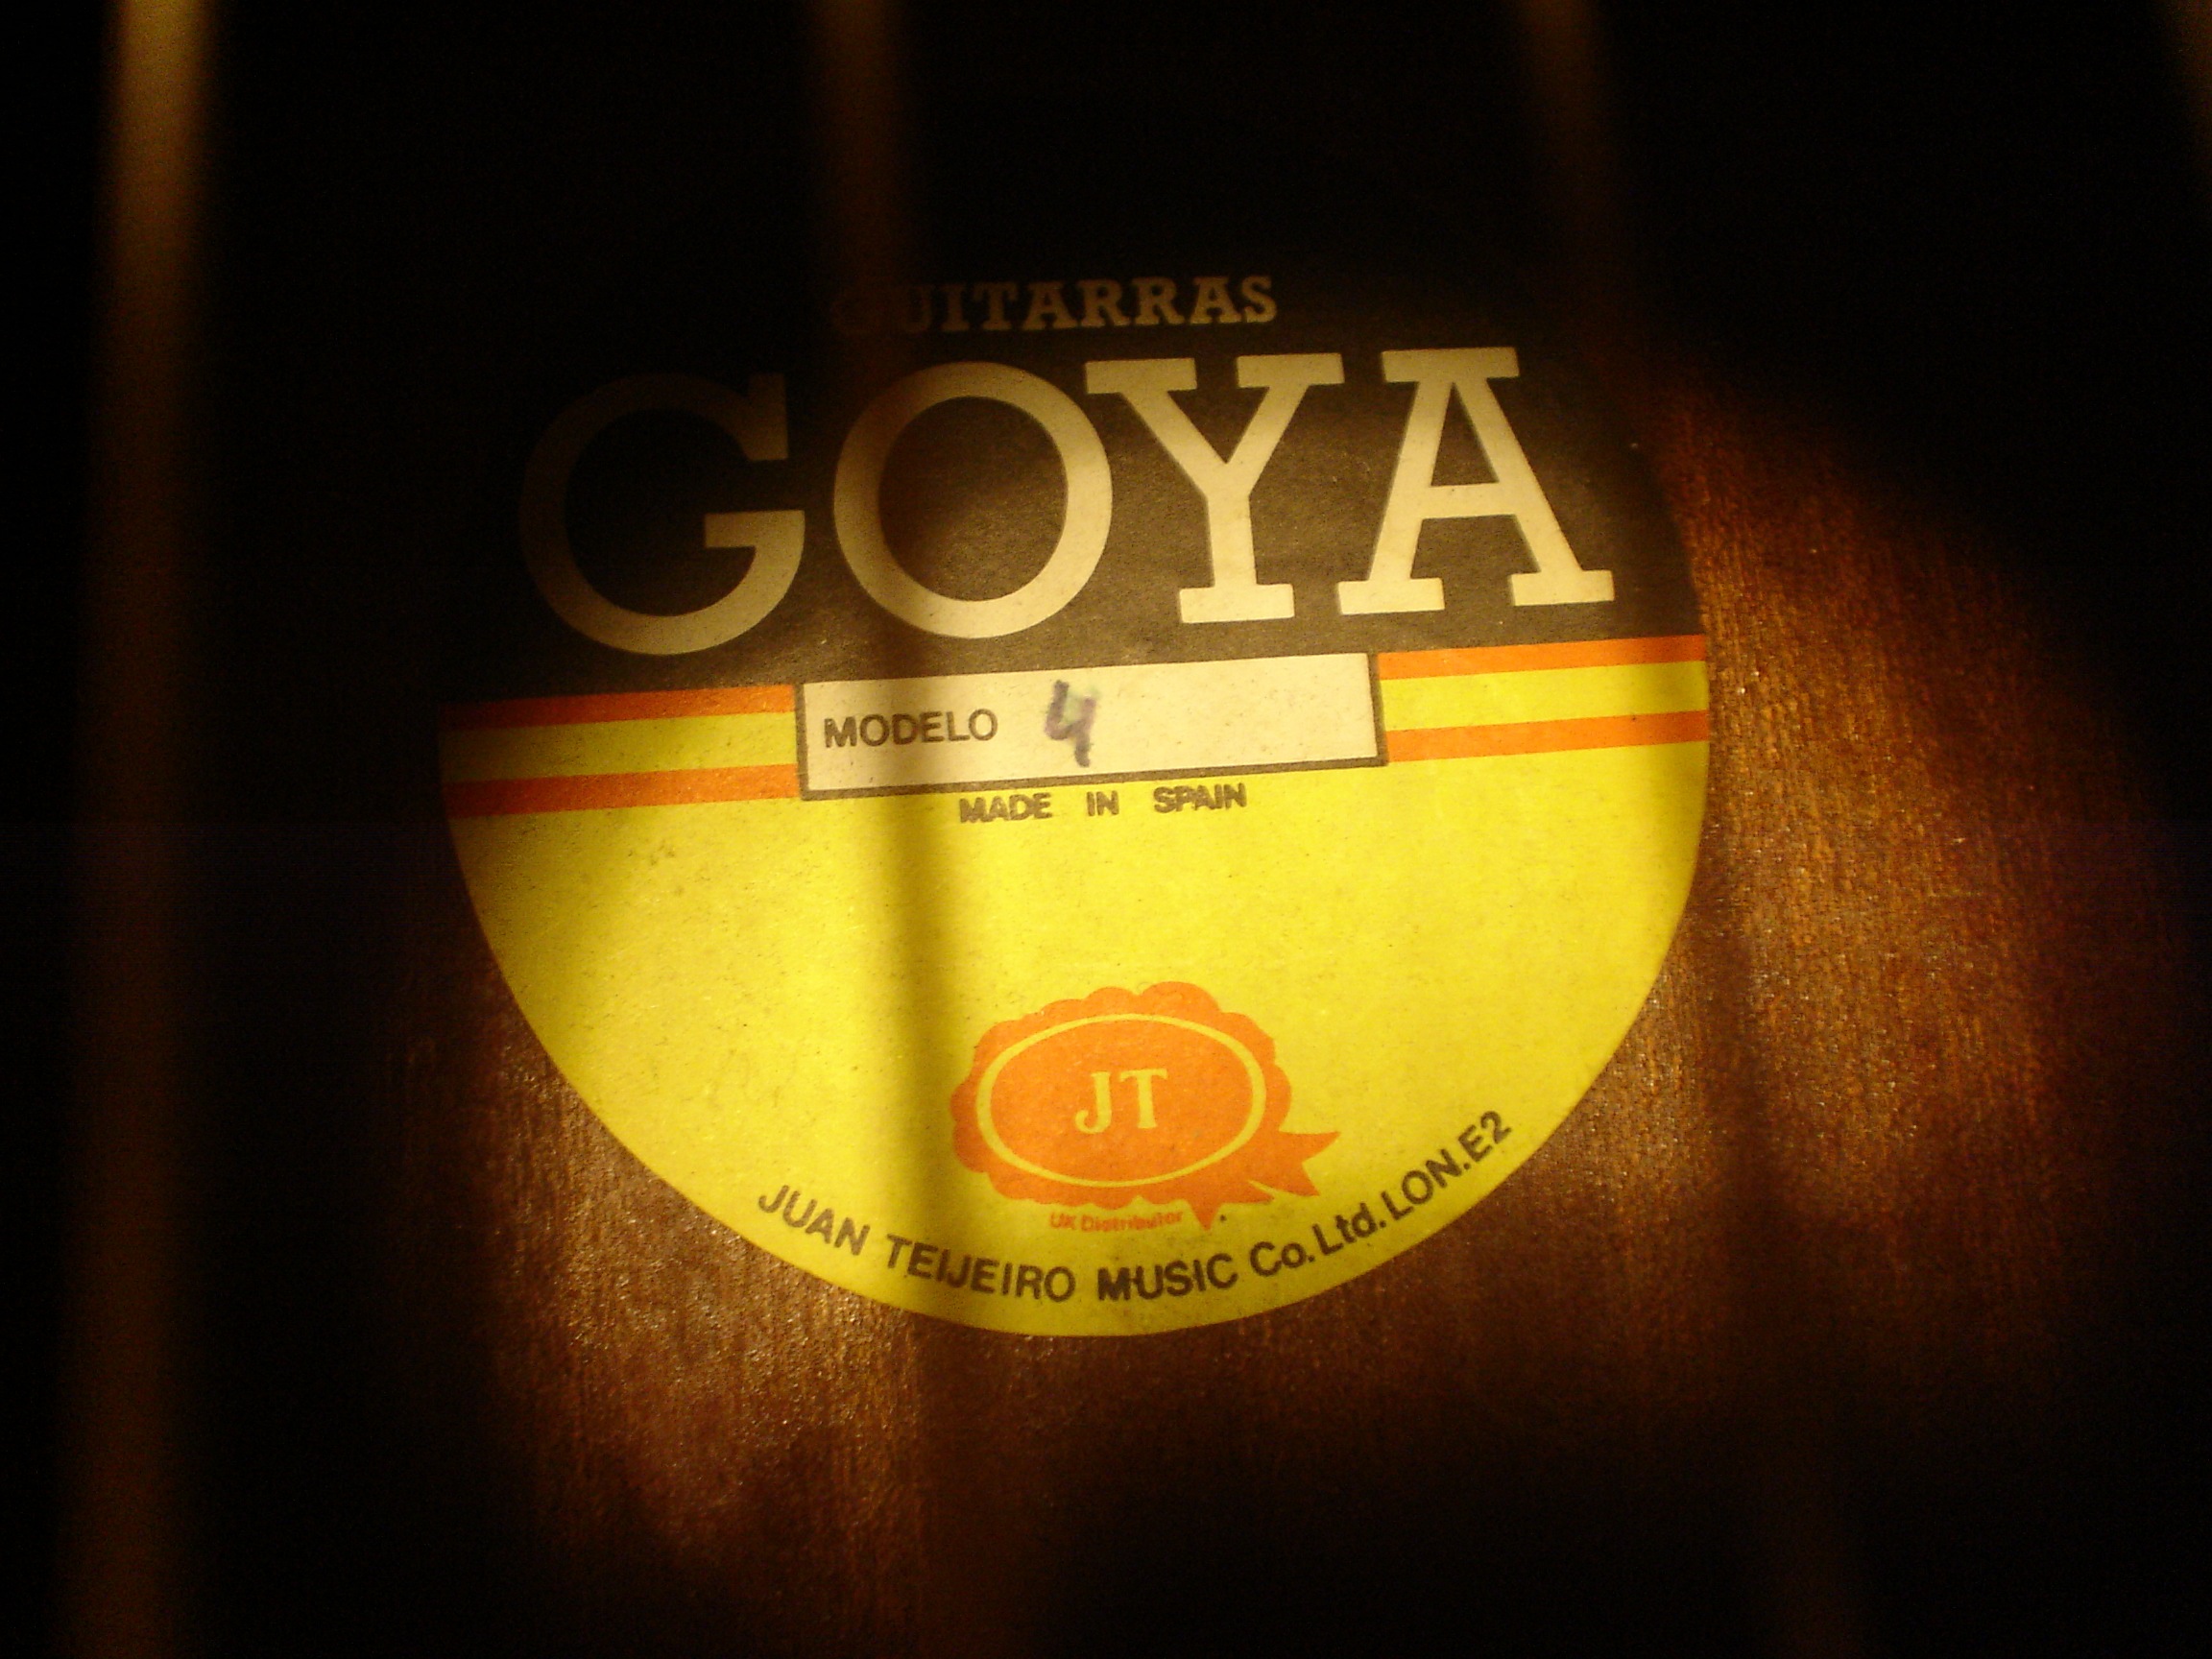 GUITARRAS
GOYA
MODELO 4
MADE IN SPAIN
JT
UK Distributor
JUAN TEIJEIRO MUSIC Co. Ltd. LON. E2